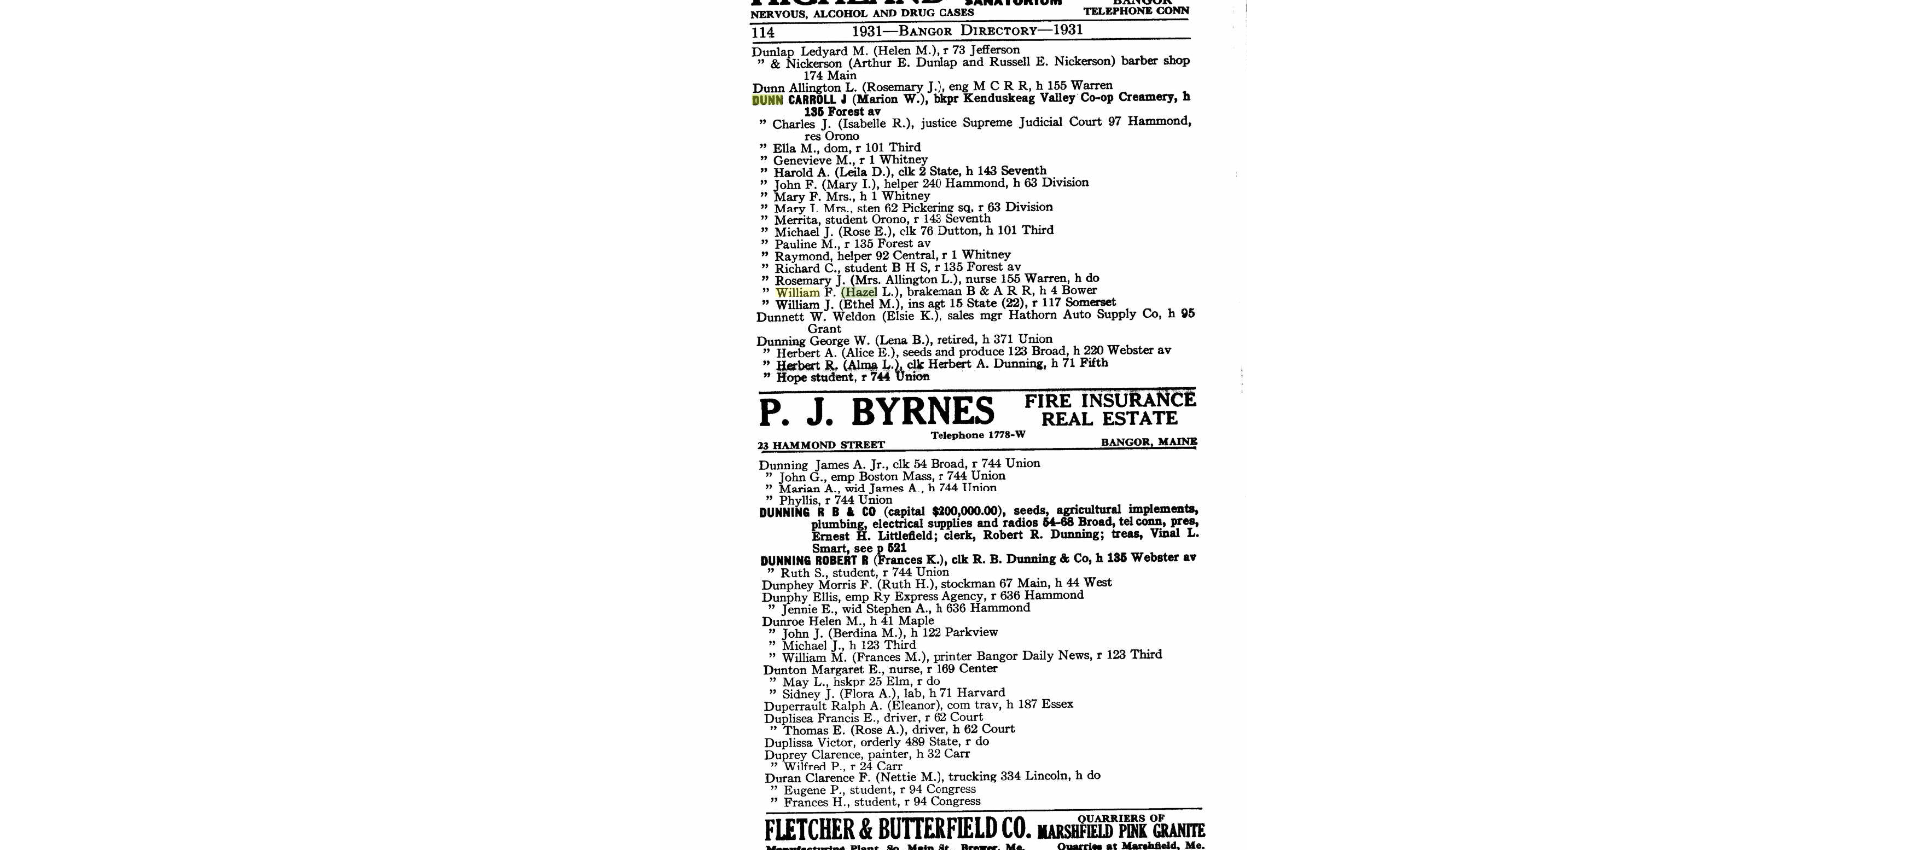 HIGHLAND SANATORIUM BANGOR
NERVOUS, ALCOHOL AND DRUG CASES TELEPHONE CONN
114 1931—BANGOR DIRECTORY—1931
Dunlap Ledyard M. (Helen M.), r 73 Jefferson
” & Nickerson (Arthur E. Dunlap and Russell E. Nickerson) barber shop
174 Main
Dunn Allington L. (Rosemary J.), eng M C R R, h 155 Warren
DUNN CARROLL J (Marion W.), bkpr Kenduskeag Valley Co-op Creamery, h
135 Forest av
” Charles J. (Isabelle R.), justice Supreme Judicial Court 97 Hammond,
res Orono
” Ella M., dom, r 101 Third
” Genevieve M., r 1 Whitney
” Harold A. (Leila D.), clk 2 State, h 143 Seventh
” John F. (Mary I.), helper 240 Hammond, h 63 Division
” Mary F. Mrs., h 1 Whitney
” Mary I. Mrs., sten 62 Pickering sq, r 63 Division
” Merrita, student Orono, r 143 Seventh
” Michael J. (Rose E.), clk 76 Dutton, h 101 Third
” Pauline M., r 135 Forest av
” Raymond, helper 92 Central, r 1 Whitney
” Richard C., student B H S, r 135 Forest av
” Rosemary J. (Mrs. Allington L.), nurse 155 Warren, h do
” William F. (Hazel L.), brakeman B & A R R, h 4 Bower
” William J. (Ethel M.), ins agt 15 State (22), r 117 Somerset
Dunnett W. Weldon (Elsie K.), sales mgr Hathorn Auto Supply Co, h 95
Grant
Dunning George W. (Lena B.), retired, h 371 Union
” Herbert A. (Alice E.), seeds and produce 123 Broad, h 220 Webster av
” Herbert R. (Alma L.), clk Herbert A. Dunning, h 71 Fifth
” Hope student, r 744 Union
P. J. BYRNES FIRE INSURANCE
REAL ESTATE
Telephone 1778-W
23 HAMMOND STREET BANGOR, MAINE
Dunning James A. Jr., clk 54 Broad, r 744 Union
” John G., emp Boston Mass, r 744 Union
” Marian A., wid James A., h 744 Union
” Phyllis, r 744 Union
DUNNING R B & CO (capital $200,000.00), seeds, agricultural implements,
plumbing, electrical supplies and radios 54-68 Broad, tel conn, pres,
Ernest H. Littlefield; clerk, Robert R. Dunning; treas, Vinal L.
Smart, see p 521
DUNNING ROBERT R (Frances K.), clk R. B. Dunning & Co, h 135 Webster av
” Ruth S., student, r 744 Union
Dunphey Morris F. (Ruth H.), stockman 67 Main, h 44 West
Dunphy Ellis, emp Ry Express Agency, r 636 Hammond
” Jennie E., wid Stephen A., h 636 Hammond
Dunroe Helen M., h 41 Maple
” John J. (Berdina M.), h 122 Parkview
” Michael J., h 123 Third
” William M. (Frances M.), printer Bangor Daily News, r 123 Third
Dunton Margaret E., nurse, r 169 Center
” May L., hskpr 25 Elm, r do
” Sidney J. (Flora A.), lab, h 71 Harvard
Duperrault Ralph A. (Eleanor), com trav, h 187 Essex
Duplisea Francis E., driver, r 62 Court
” Thomas E. (Rose A.), driver, h 62 Court
Duplissa Victor, orderly 489 State, r do
Duprey Clarence, painter, h 32 Carr
” Wilfred P., r 24 Carr
Duran Clarence F. (Nettie M.), trucking 334 Lincoln, h do
” Eugene P., student, r 94 Congress
” Frances H., student, r 94 Congress
FLETCHER & BUTTERFIELD CO. QUARRIERS OF
MARSHFIELD PINK GRANITE
Manufacturing Plant, So. Main St., Brewer, Me. Quarries at Marshfield, Me.